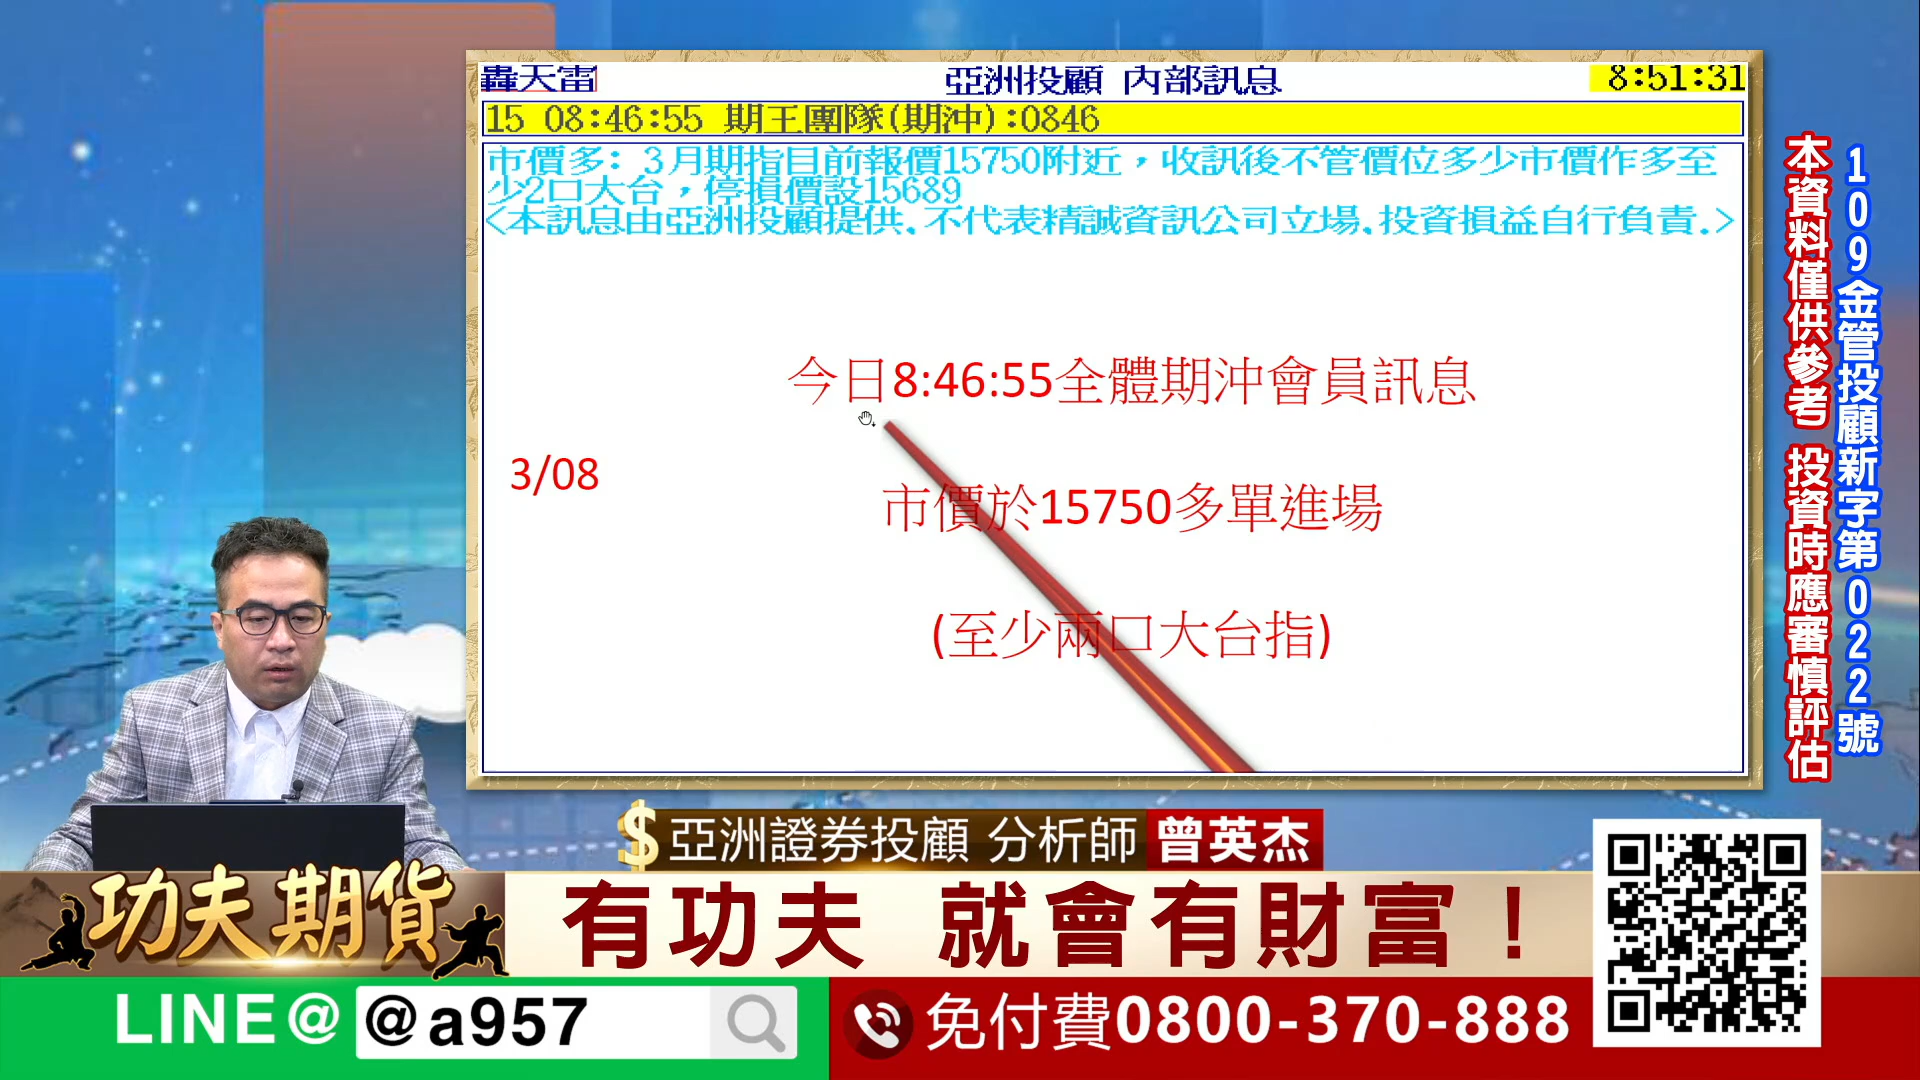 轟天雷
亞洲投顧 內部訊息
8:51:31
15 08:46:55 期王團隊(期沖):0846
市價多: 3月期指目前報價15750附近，收訊後不管價位多少市價作多至
少2口大台，停損價設15689
<本訊息由亞洲投顧提供.不代表精誠資訊公司立場.投資損益自行負責.>
今日8:46:55全體期沖會員訊息
3/08
市價於15750多單進場
(至少兩口大台指)
109金管投顧新字第022號
本資料僅供參考 投資時應審慎評估
$亞洲證券投顧 分析師 曾英杰
功夫期貨
有功夫 就會有財富！
LINE@ @a957
免付費0800-370-888